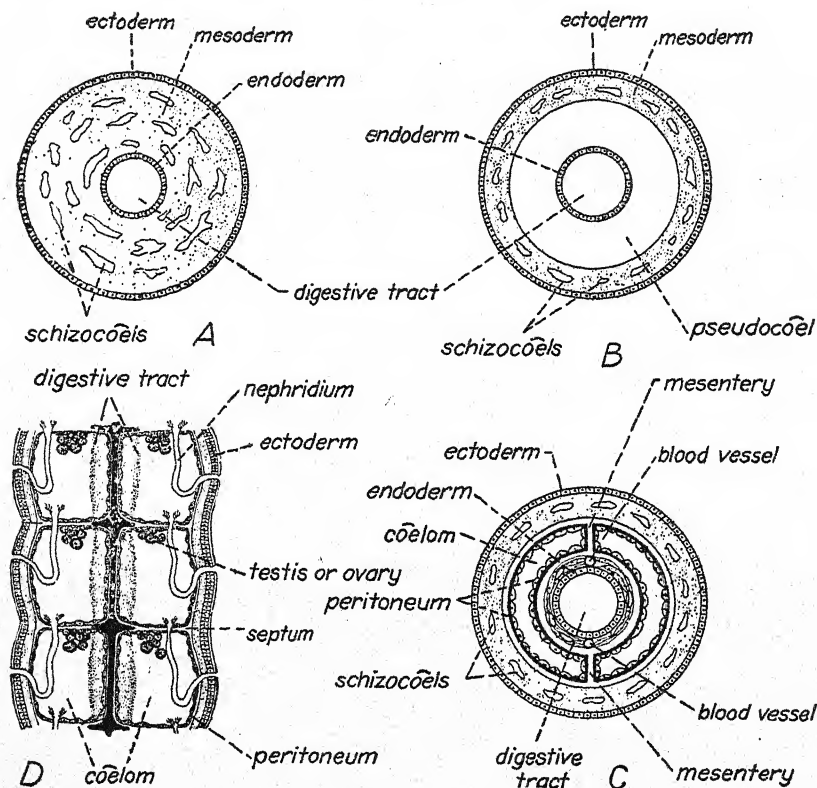 ectoderm
mesoderm
endoderm
schizocoels
A
ectoderm
mesoderm
endoderm
digestive tract
pseudocoel
schizocoels
B
digestive tract
nephridium
ectoderm
testis or ovary
septum
peritoneum
coelom
D
mesentery
ectoderm
blood vessel
endoderm
coelom
peritoneum
schizocoels
blood vessel
digestive
tract
C
mesentery